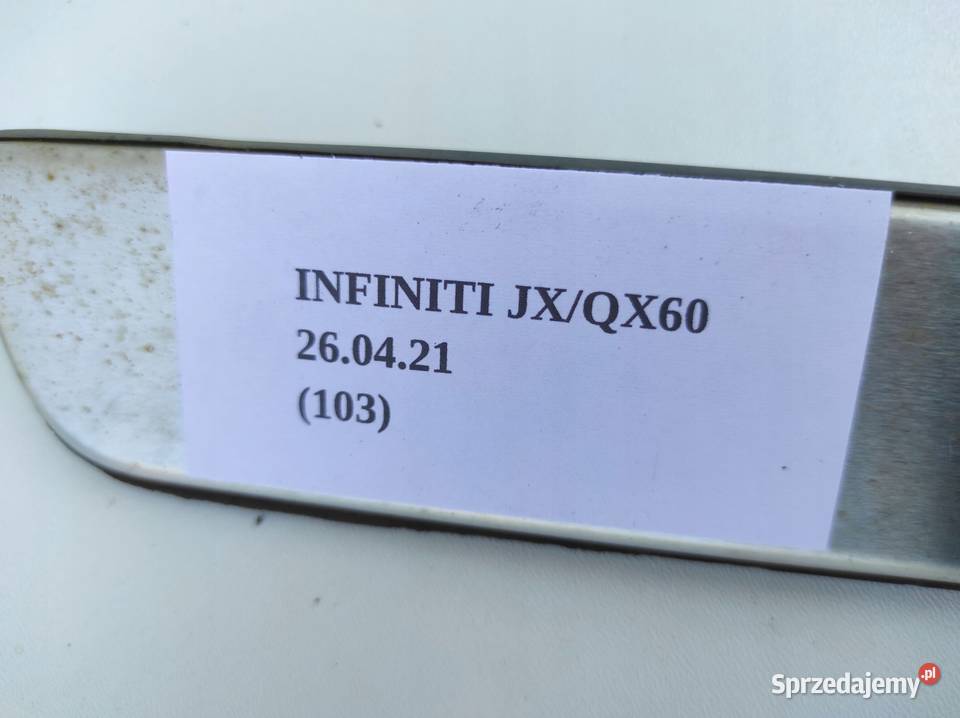 INFINITI JX/QX60
26.04.21
(103)
Sprzedajemy.pl